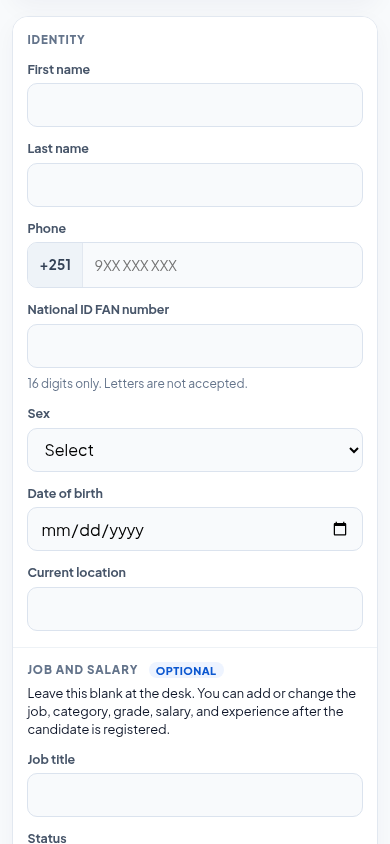 IDENTITY
First name
Last name
Phone
+251 9XX XXX XXX
National ID FAN number
16 digits only. Letters are not accepted.
Sex
Select
Date of birth
mm/dd/yyyy
Current location
JOB AND SALARY OPTIONAL
Leave this blank at the desk. You can add or change the
job, category, grade, salary, and experience after the
candidate is registered.
Job title
Status